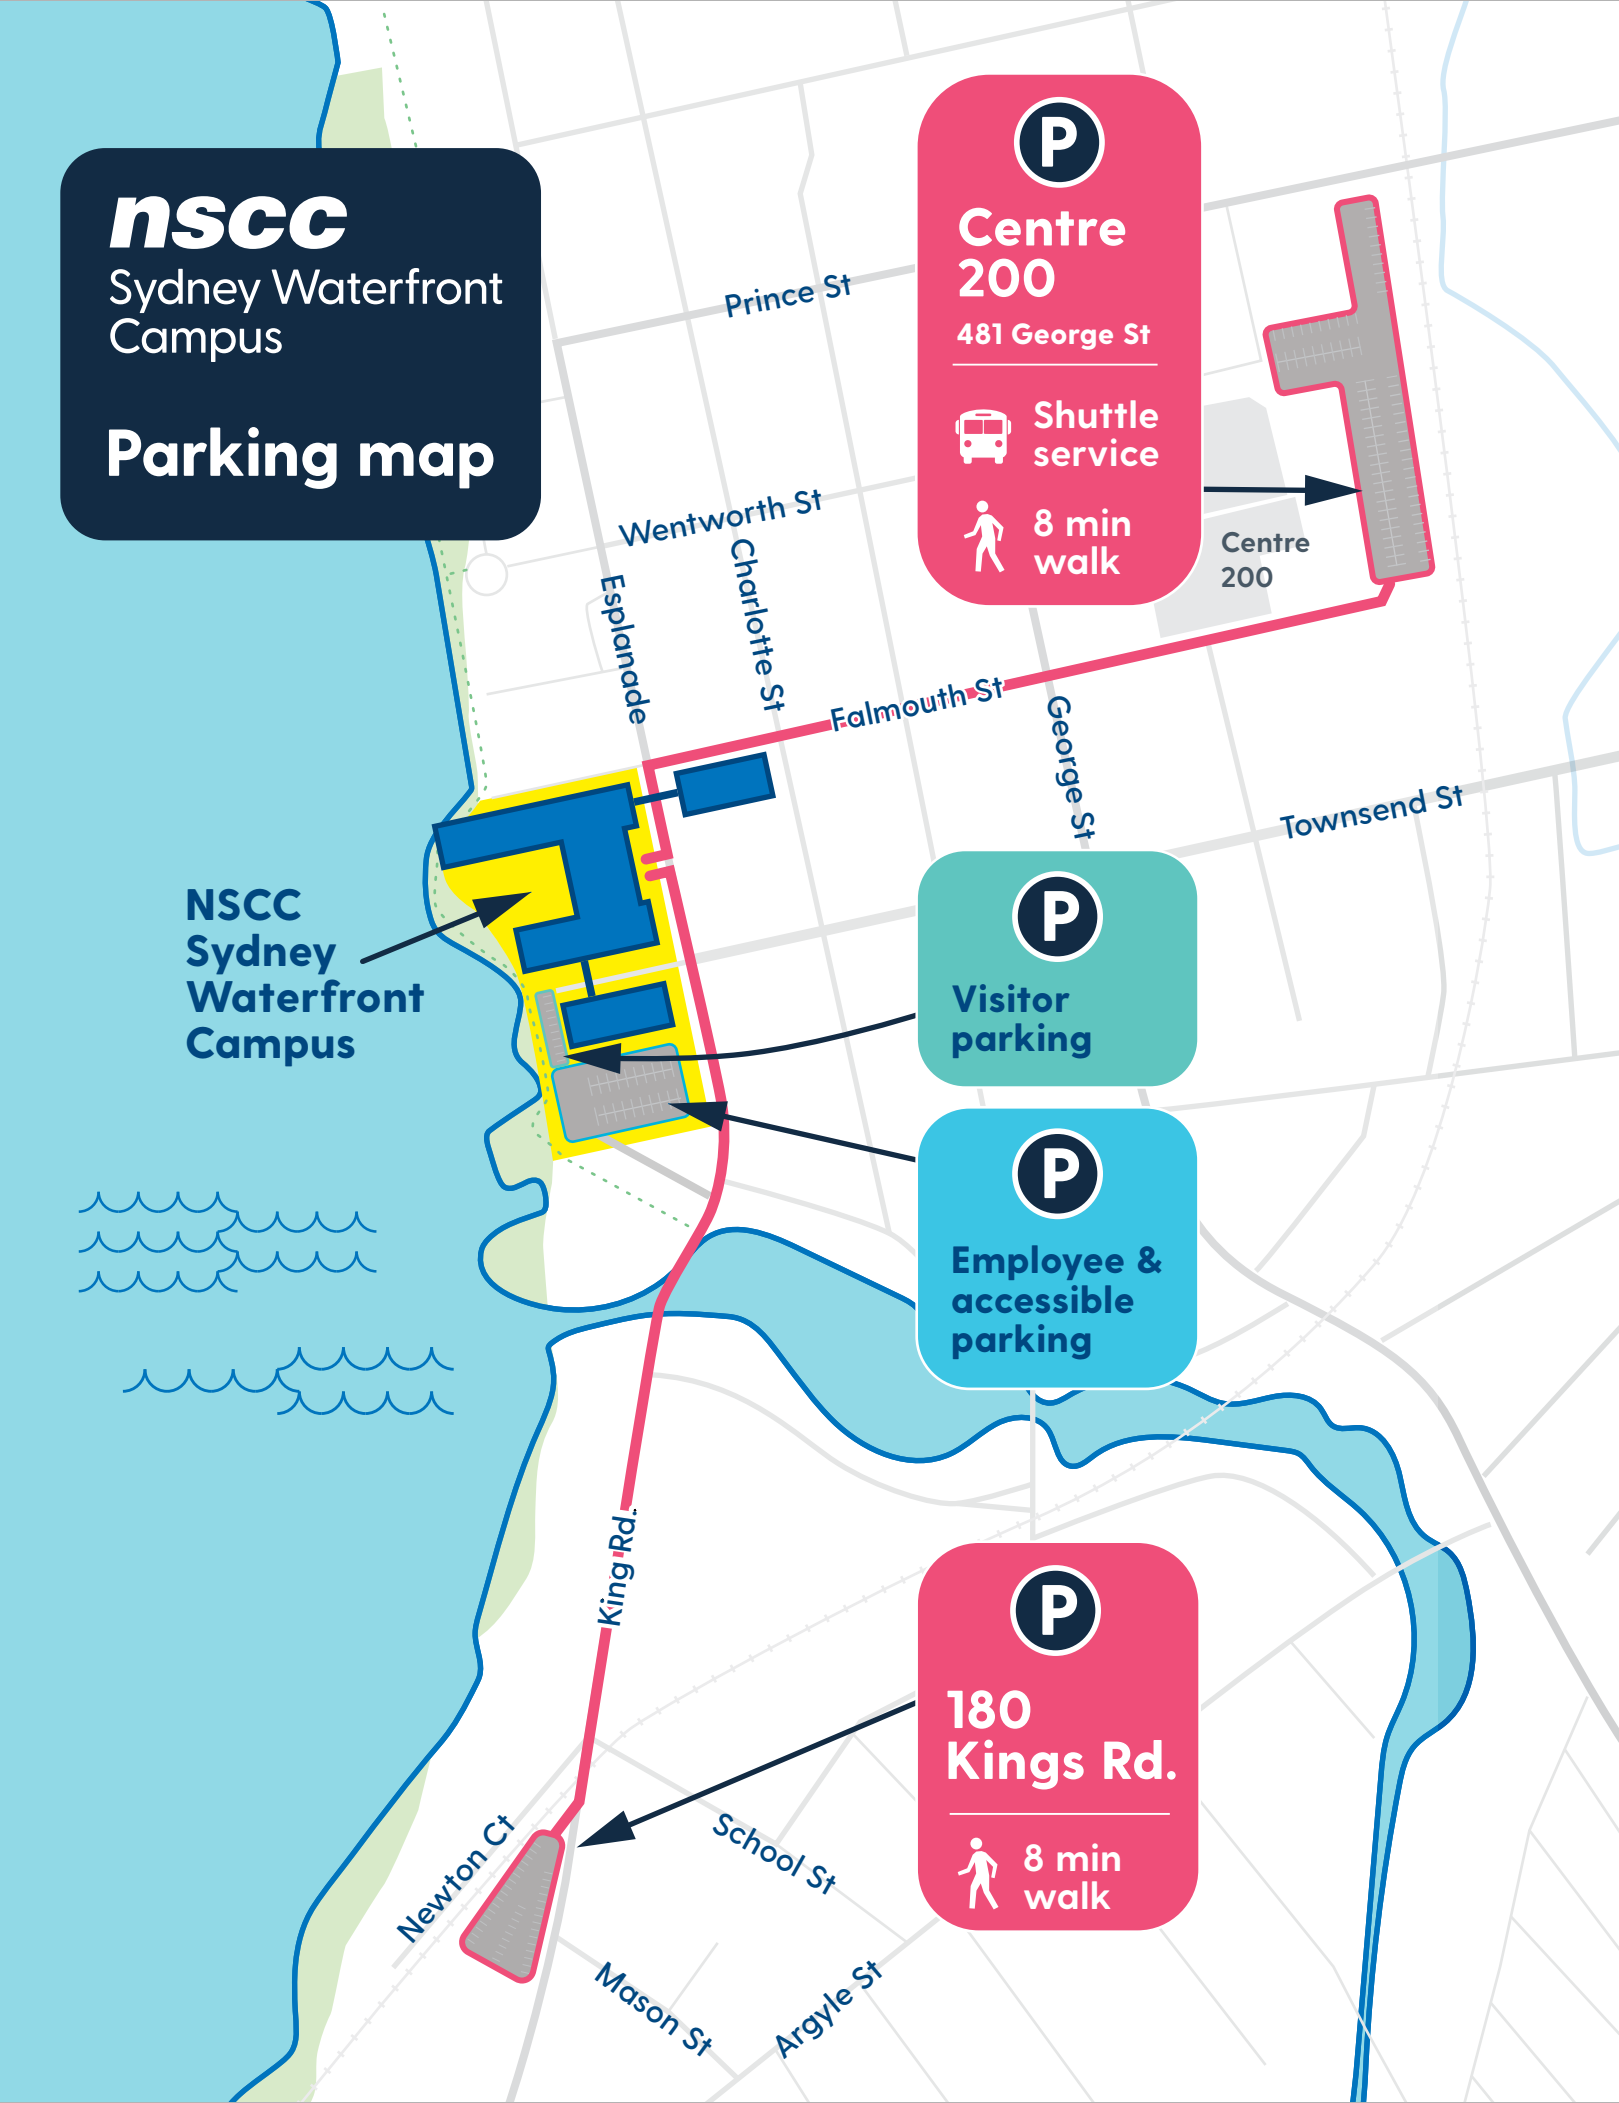 nscc
Sydney Waterfront
Campus
Parking map
P
Centre
200
481 George St
Shuttle
service
8 min
walk
Prince St
Wentworth St
Charlotte St
Esplanade
Centre
200
Falmouth St
George St
Townsend St
NSCC
Sydney
Waterfront
Campus
P
Visitor
parking
P
Employee &
accessible
parking
King Rd.
P
180
Kings Rd.
8 min
walk
Newton Ct
School St
Mason St
Argyle St